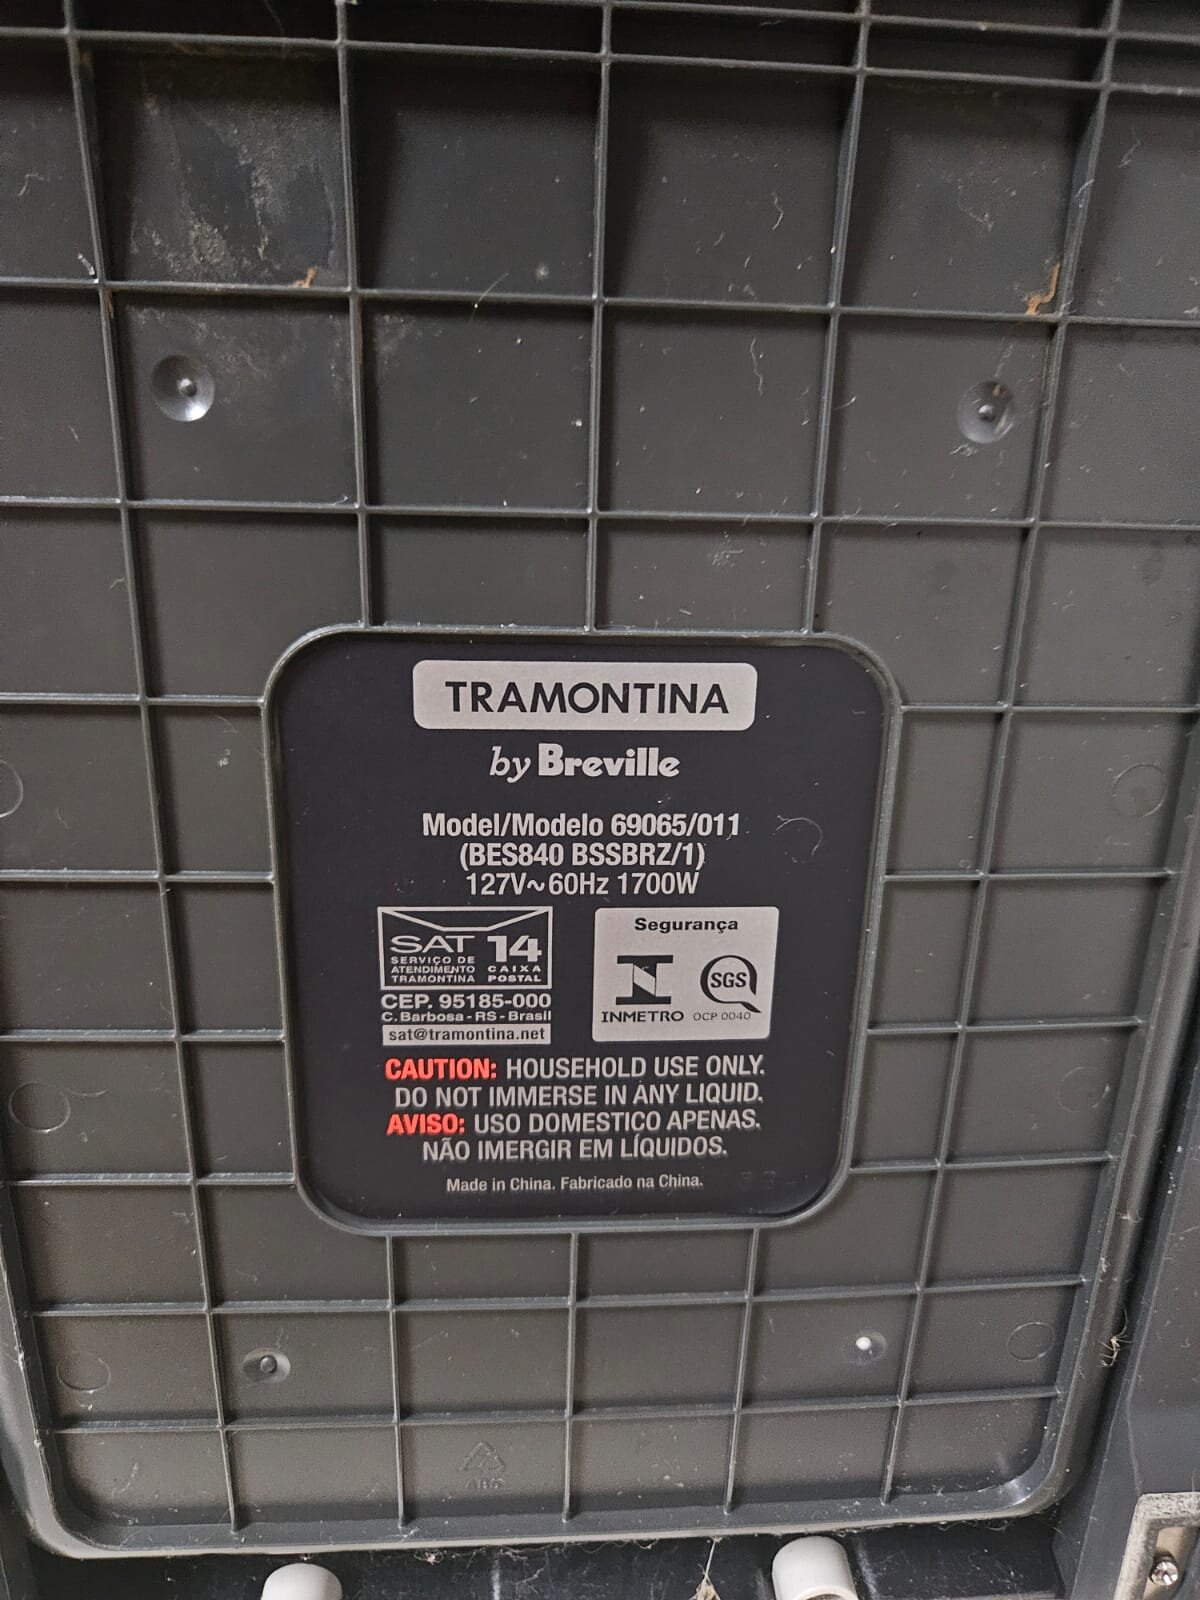 TRAMONTINA
by Breville
Model/Modelo 69065/011
(BES840 BSSBRZ/1)
127V~60Hz 1700W
SAT 14
SERVIÇO DE
ATENDIMENTO
TRAMONTINA
CAIXA
POSTAL
CEP. 95185-000
C. Barbosa - RS - Brasil
sat@tramontina.net
Segurança
INMETRO
SGS
OCP 0040
CAUTION: HOUSEHOLD USE ONLY.
DO NOT IMMERSE IN ANY LIQUID.
AVISO: USO DOMESTICO APENAS.
NÃO IMERGIR EM LÍQUIDOS.
Made in China. Fabricado na China.
ABS